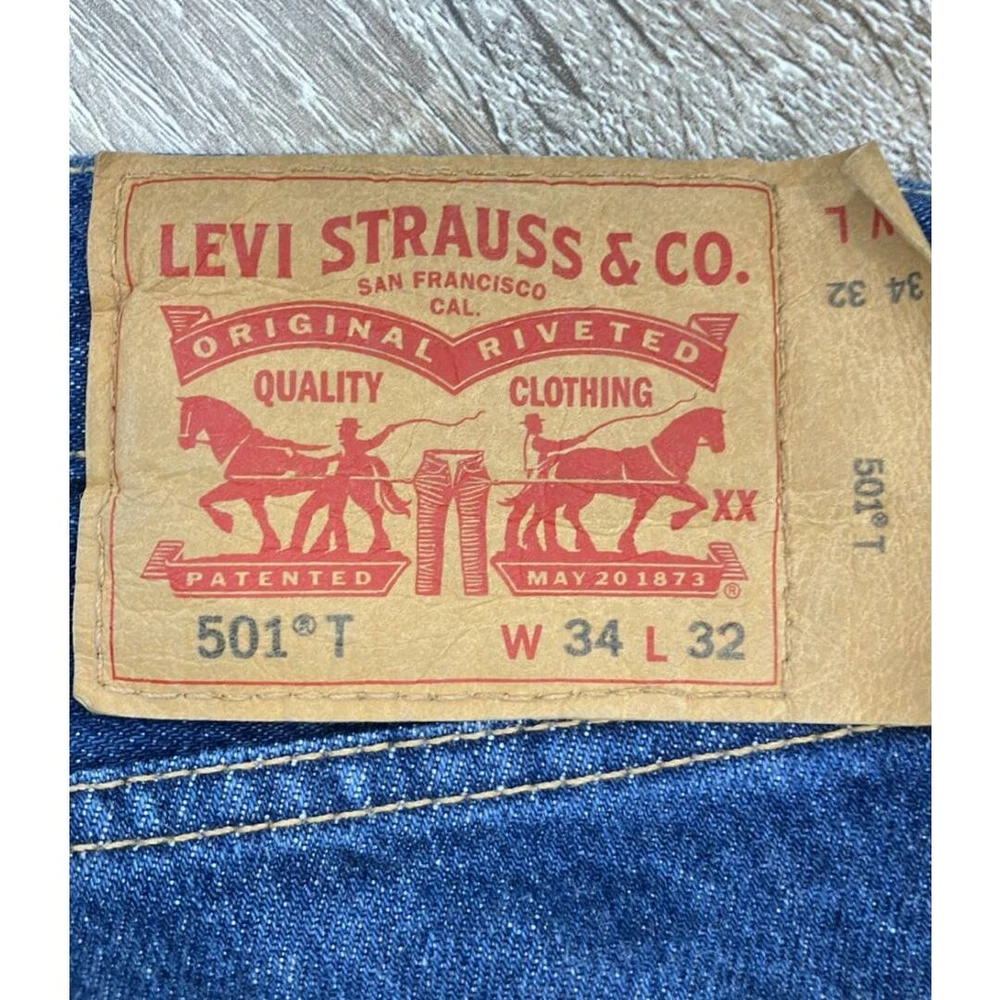 LEVI STRAUSS & CO.
SAN FRANCISCO
CAL.
ORIGINAL RIVETED
QUALITY CLOTHING
XX
PATENTED MAY 20 1873 ®
501® T W 34 L 32
W L
34 32
501® T